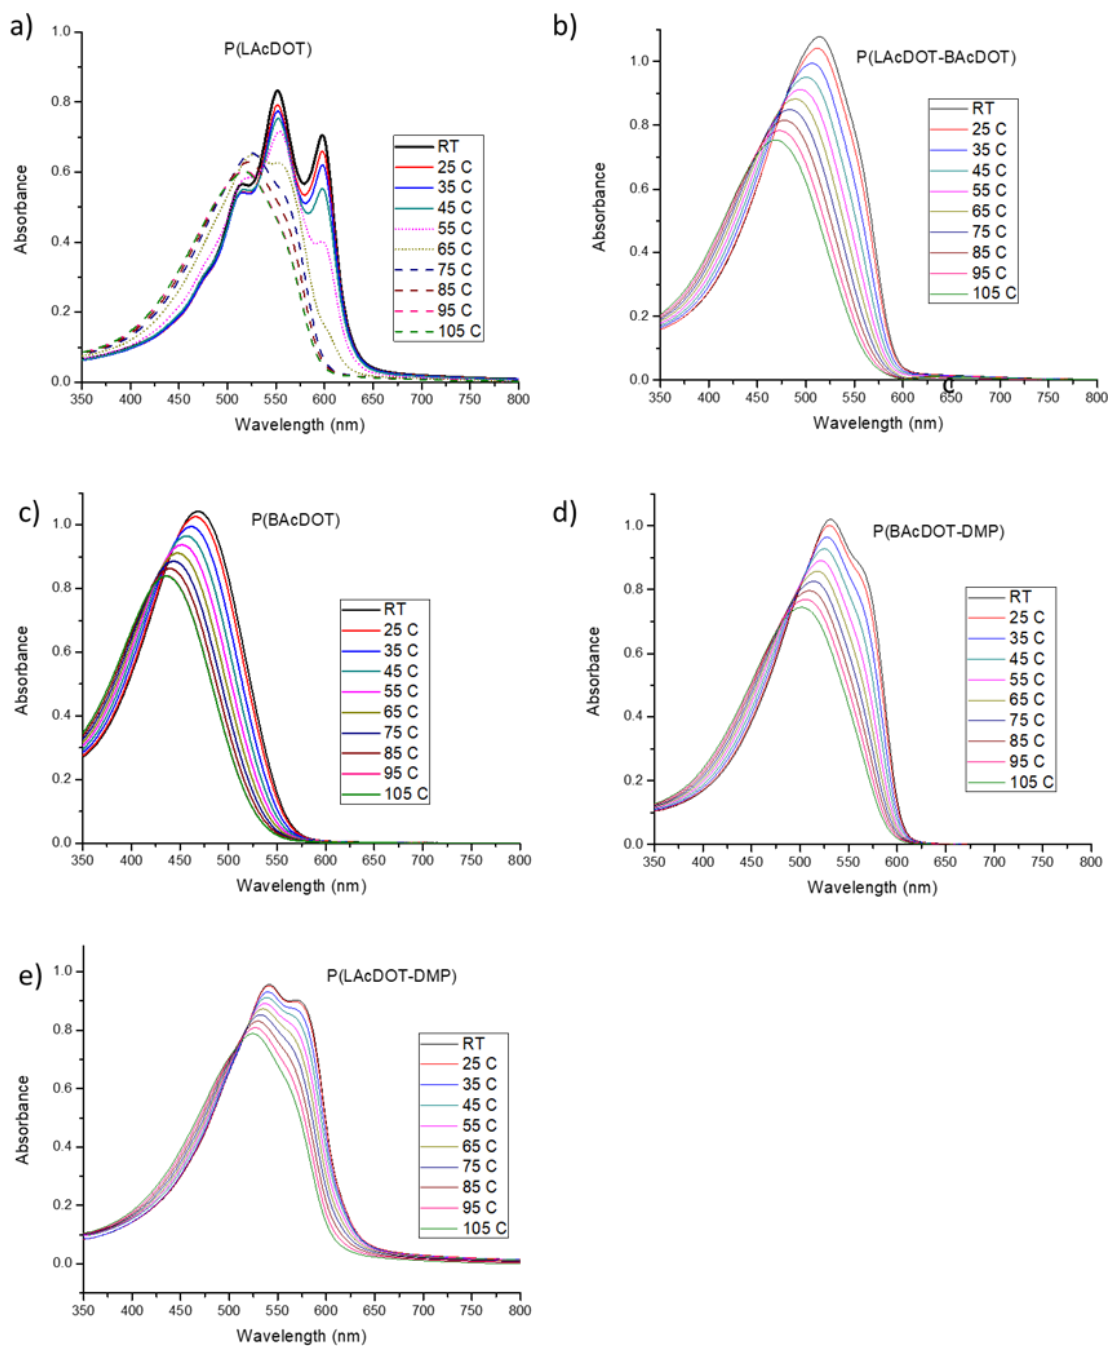 a)
P(LAcDOT)
Absorbance
1.0
0.8
0.6
0.4
0.2
0.0
RT
25 C
35 C
45 C
55 C
65 C
75 C
85 C
95 C
105 C
350 400 450 500 550 600 650 700 750 800
Wavelength (nm)
b)
P(LAcDOT-BAcDOT)
Absorbance
1.0
0.8
0.6
0.4
0.2
0.0
RT
25 C
35 C
45 C
55 C
65 C
75 C
85 C
95 C
105 C
350 400 450 500 550 600 650 700 750 800
Wavelength (nm)
c)
P(BAcDOT)
Absorbance
1.0
0.8
0.6
0.4
0.2
0.0
RT
25 C
35 C
45 C
55 C
65 C
75 C
85 C
95 C
105 C
350 400 450 500 550 600 650 700 750 800
Wavelength (nm)
d)
P(BAcDOT-DMP)
Absorbance
1.0
0.8
0.6
0.4
0.2
0.0
RT
25 C
35 C
45 C
55 C
65 C
75 C
85 C
95 C
105 C
350 400 450 500 550 600 650 700 750 800
Wavelength (nm)
e)
P(LAcDOT-DMP)
Absorbance
1.0
0.8
0.6
0.4
0.2
0.0
RT
25 C
35 C
45 C
55 C
65 C
75 C
85 C
95 C
105 C
350 400 450 500 550 600 650 700 750 800
Wavelength (nm)